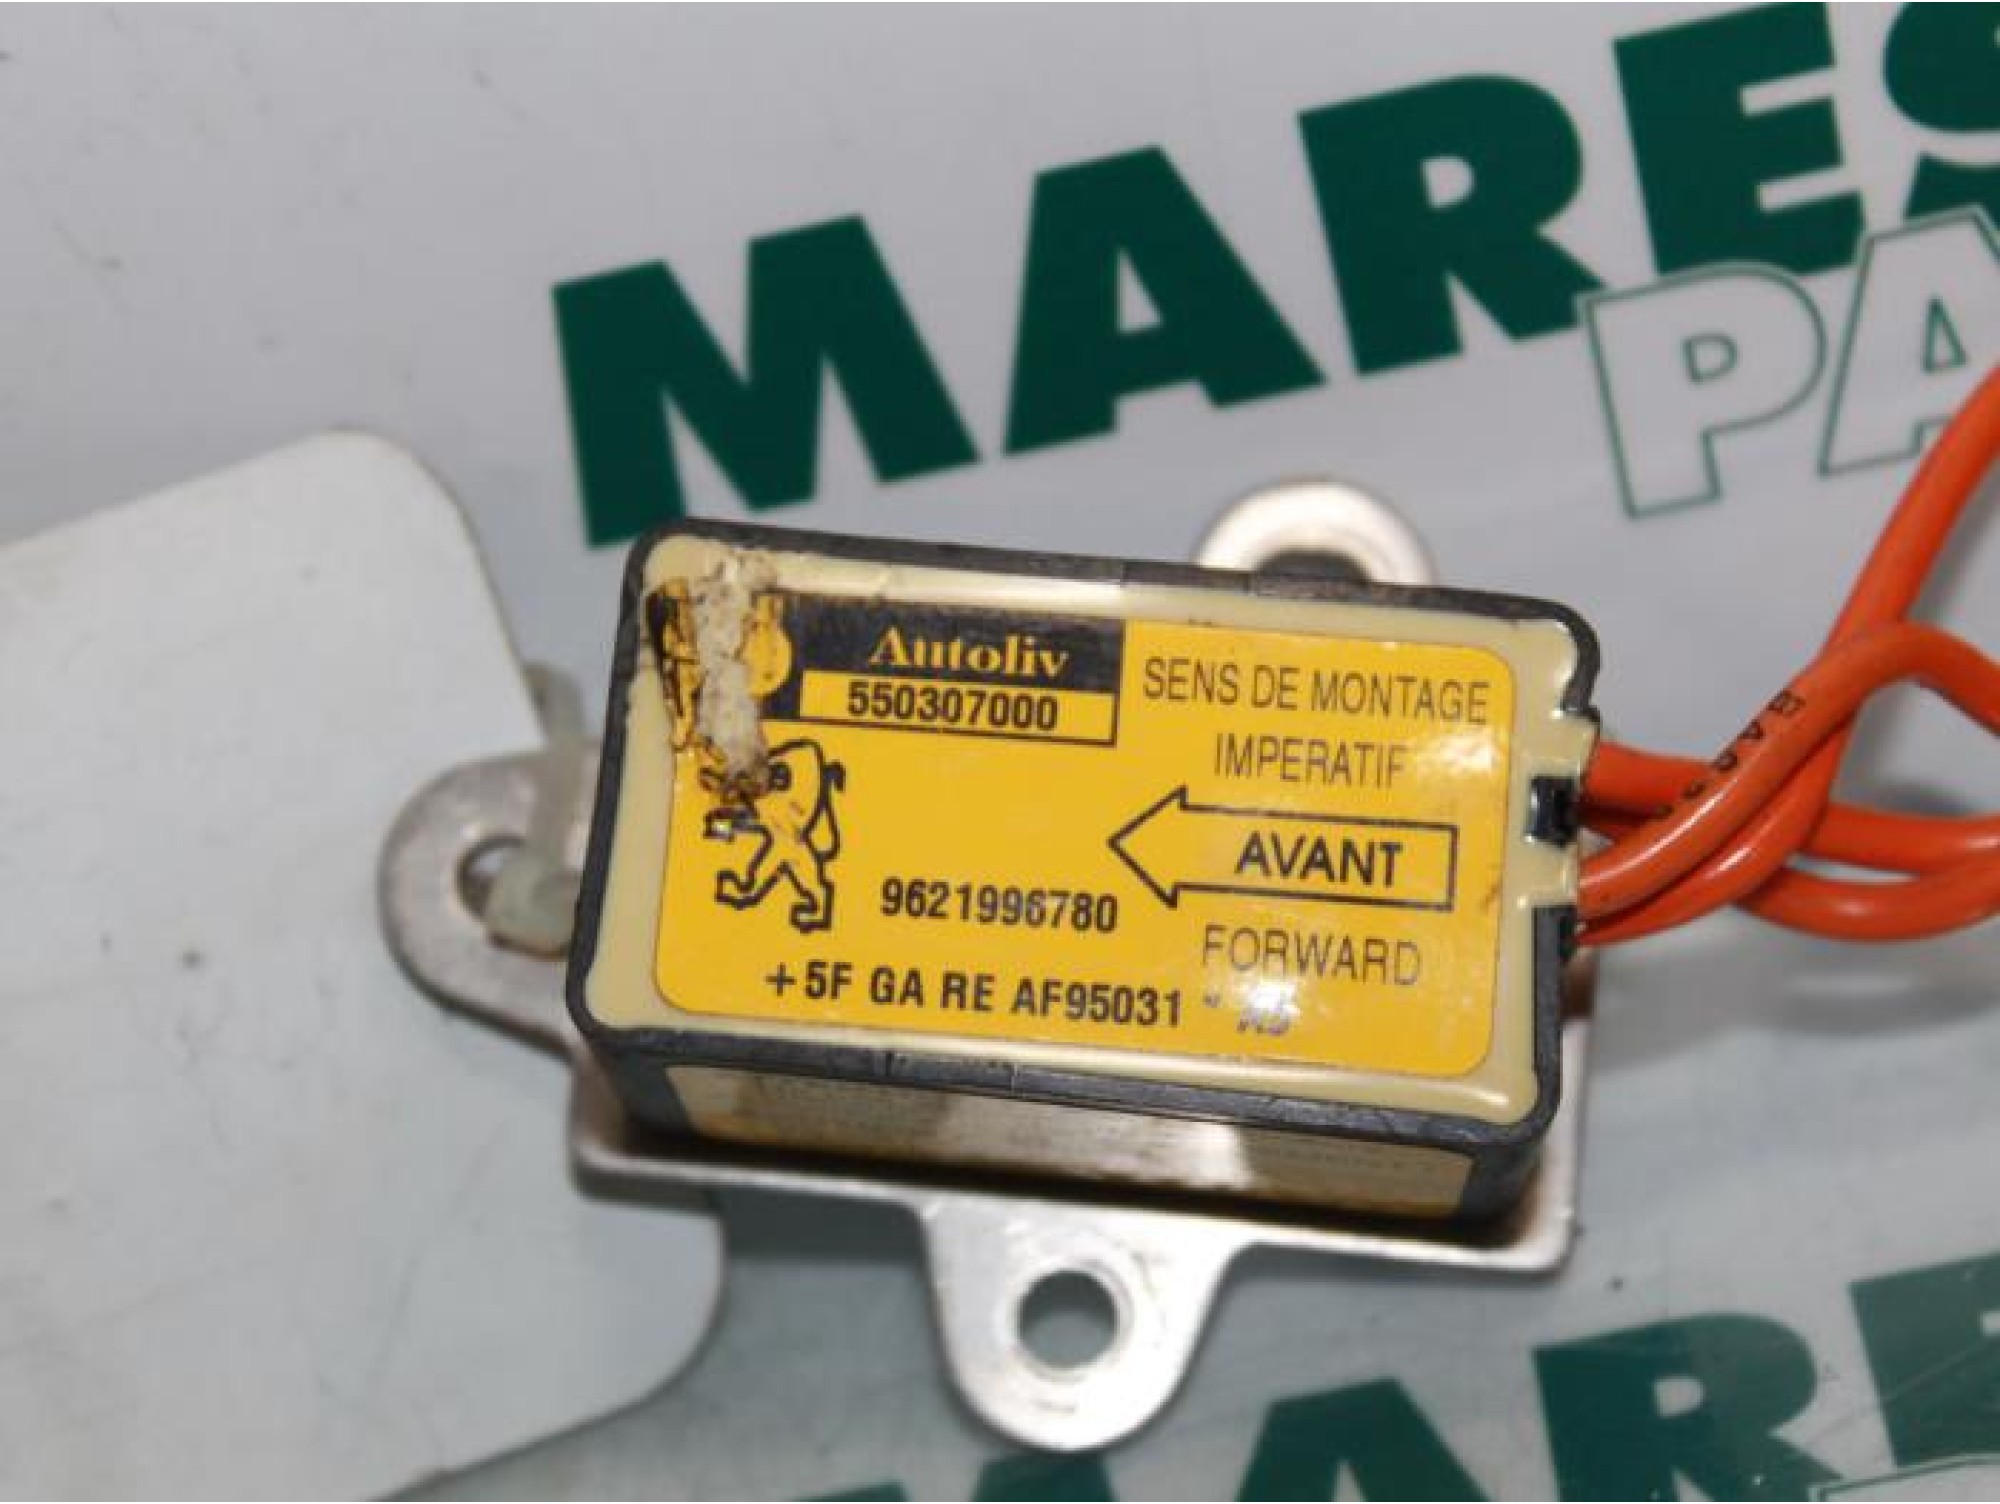 MARES
PA
Autoliv
550307000
SENS DE MONTAGE
IMPERATIF
AVANT
9621996780
FORWARD
+5F GA RE AF95031
MARE